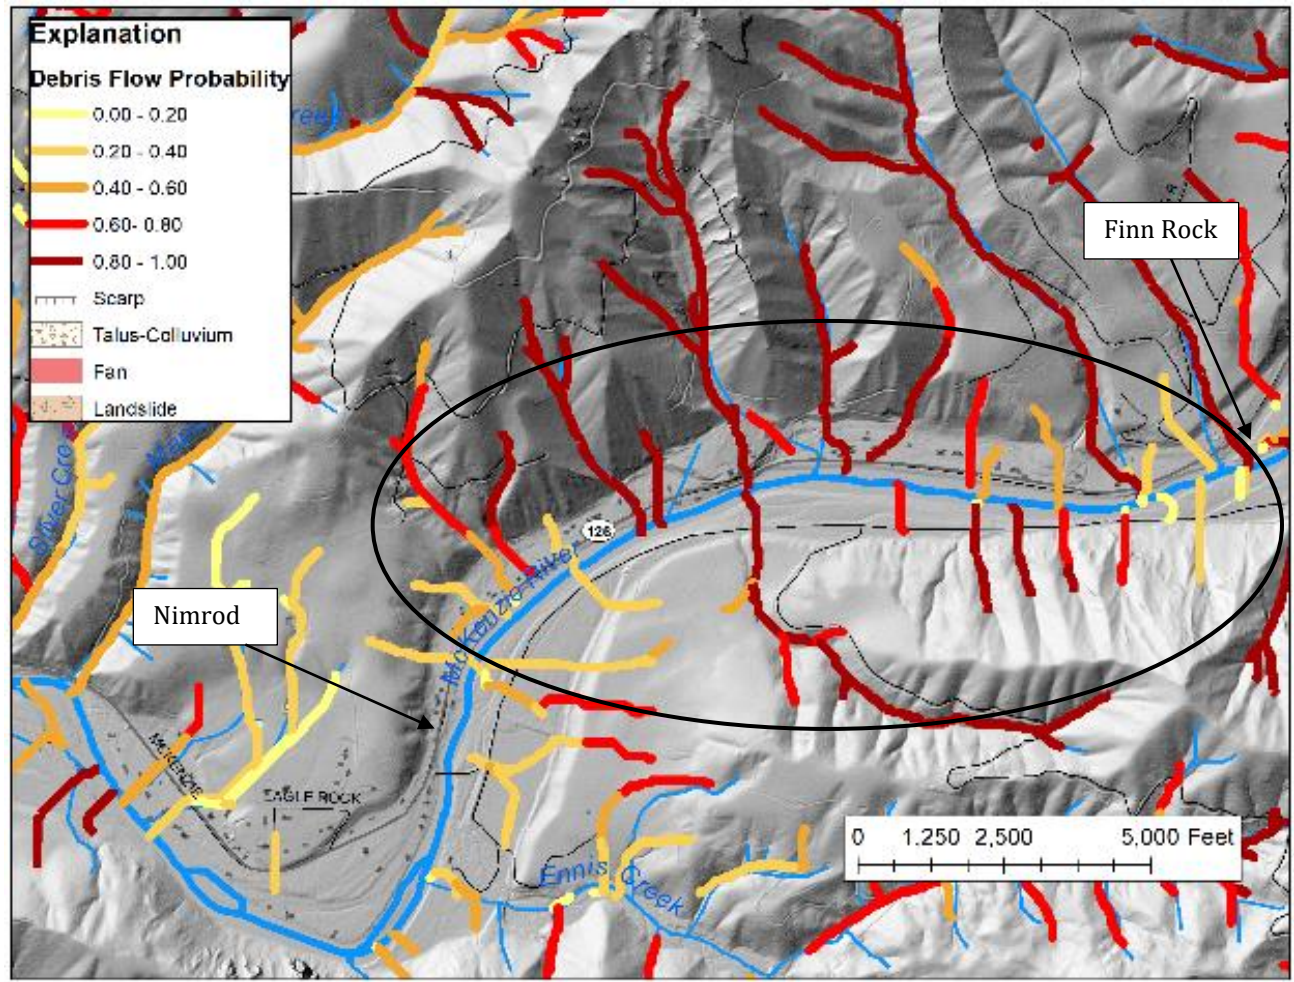 Explanation
Debris Flow Probability
0.00 - 0.20
0.20 - 0.40
0.40 - 0.60
0.60- 0.80
0.80 - 1.00
Scarp
Talus-Colluvium
Fan
Landslide
Finn Rock
126
McKenzie River
Nimrod
MCKENZIE
EAGLE ROCK
Ennis Creek
0 1.250 2,500 5,000 Feet